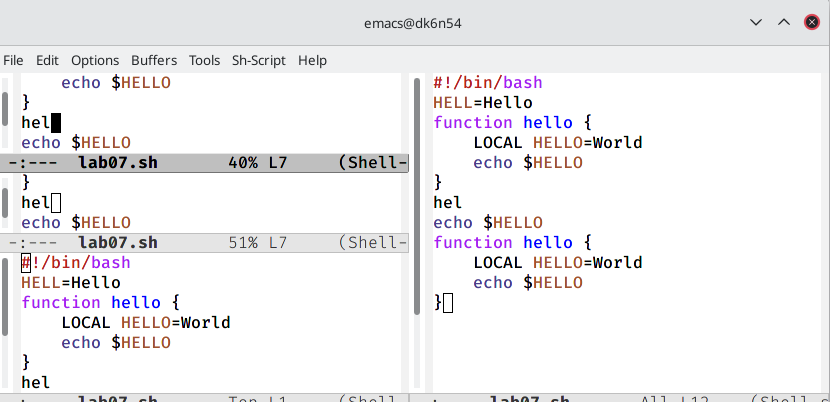 emacs@dk6n54
File Edit Options Buffers Tools Sh-Script Help
echo $HELLO
}
hel
echo $HELLO
-:--- lab07.sh 40% L7 (Shell-
}
hel
echo $HELLO
-:--- lab07.sh 51% L7 (Shell-
#!/bin/bash
HELL=Hello
function hello {
LOCAL HELLO=World
echo $HELLO
}
hel
-:--- lab07.sh Top L1 (Shell-
#!/bin/bash
HELL=Hello
function hello {
LOCAL HELLO=World
echo $HELLO
}
hel
echo $HELLO
function hello {
LOCAL HELLO=World
echo $HELLO
}
-:--- lab07.sh All L12 (Shell-s